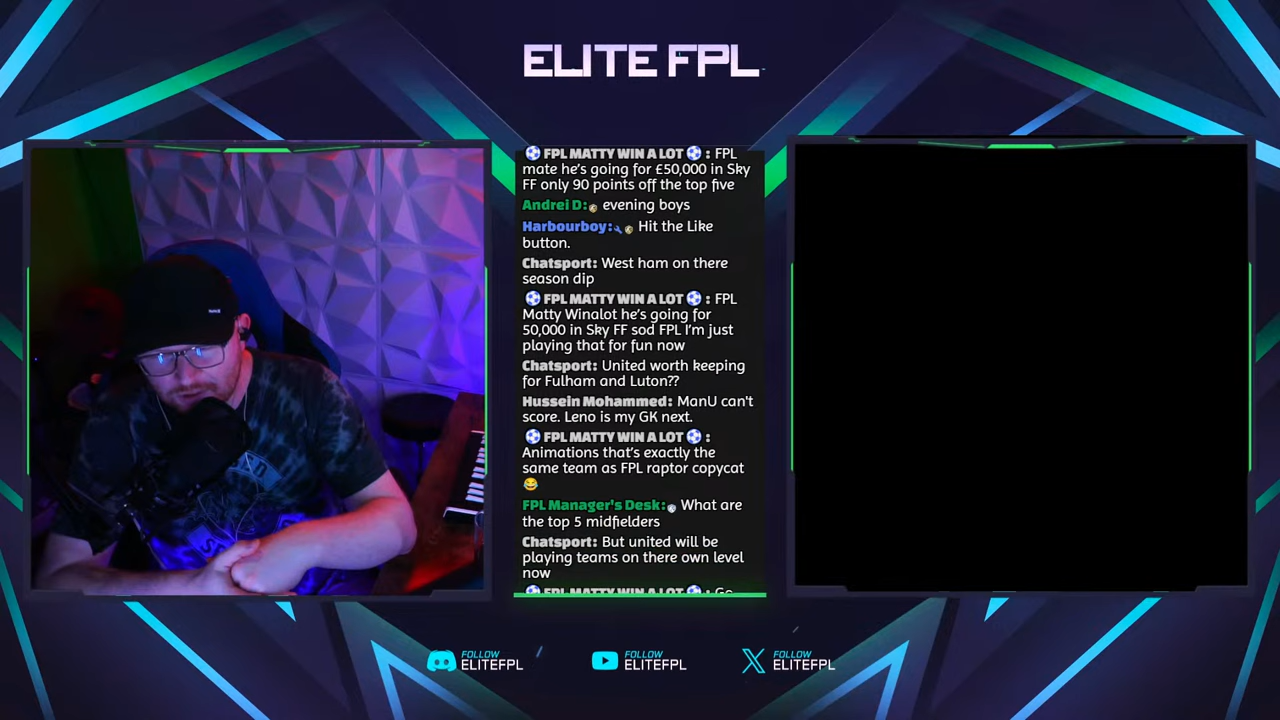 ELITE FPL
FPL MATTY WIN A LOT : FPL
mate he's going for £50,000 in Sky
FF only 90 points off the top five
Andrei D: evening boys
Harbourboy: Hit the Like
button.
Chatsport: West ham on there
season dip
FPL MATTY WIN A LOT : FPL
Matty Winalot he's going for
50,000 in Sky FF sod FPL I'm just
playing that for fun now
Chatsport: United worth keeping
for Fulham and Luton??
Hussein Mohammed: ManU can't
score. Leno is my GK next.
FPL MATTY WIN A LOT :
Animations that's exactly the
same team as FPL raptor copycat
😂
FPL Manager's Desk: What are
the top 5 midfielders
Chatsport: But united will be
playing teams on there own level
now
FPL MATTY WIN A LOT : Go
FOLLOW
ELITEFPL
FOLLOW
ELITEFPL
FOLLOW
ELITEFPL